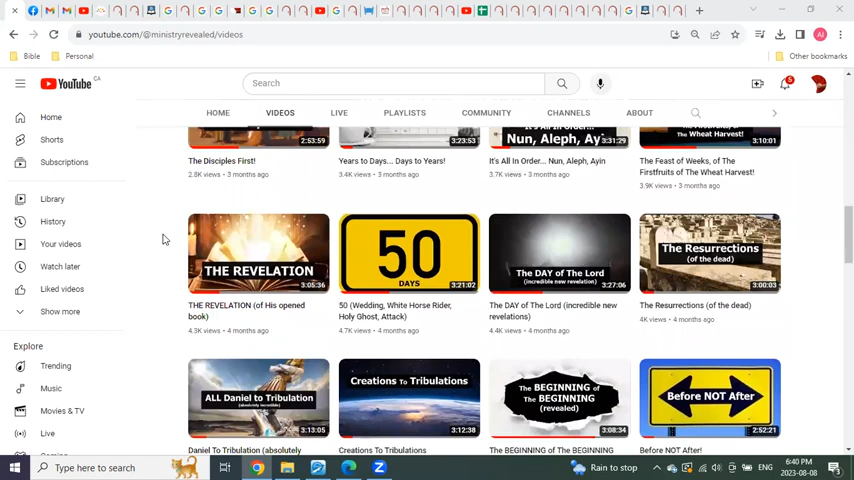 youtube.com/@ministryrevealed/videos
Bible
Personal
Other bookmarks
YouTube CA
Search
5
HOME
VIDEOS
LIVE
PLAYLISTS
COMMUNITY
CHANNELS
ABOUT
Home
Shorts
Subscriptions
Library
History
Your videos
Watch later
Liked videos
Show more
Explore
Trending
Music
Movies & TV
Live
2:53:59
The Disciples First!
2.8K views • 3 months ago
3:23:53
Years to Days... Days to Years!
3.4K views • 3 months ago
It's All In Order...
Nun, Aleph, Ayin
3:31:29
It's All In Order... Nun, Aleph, Ayin
3.7K views • 3 months ago
The Wheat Harvest!
3:10:01
The Feast of Weeks, of The
Firstfruits of The Wheat Harvest!
3.9K views • 3 months ago
THE REVELATION
3:05:36
THE REVELATION (of His opened
book)
4.3K views • 4 months ago
50
DAYS
3:21:02
50 (Wedding, White Horse Rider,
Holy Ghost, Attack)
4.7K views • 4 months ago
The DAY of The Lord
(incredible new revelation)
3:27:06
The DAY of The Lord (incredible new
revelations)
4.4K views • 4 months ago
The Resurrections
(of the dead)
3:00:03
The Resurrections (of the dead)
4K views • 4 months ago
ALL Daniel to Tribulation
(absolutely incredible)
3:13:05
Daniel To Tribulation (absolutely
Creations To Tribulations
3:12:38
Creations To Tribulations
The BEGINNING of
The BEGINNING
(revealed)
3:08:34
The BEGINNING of The BEGINNING
Before NOT After
2:52:21
Before NOT After!
Type here to search
Rain to stop
ENG
6:40 PM
2023-08-08